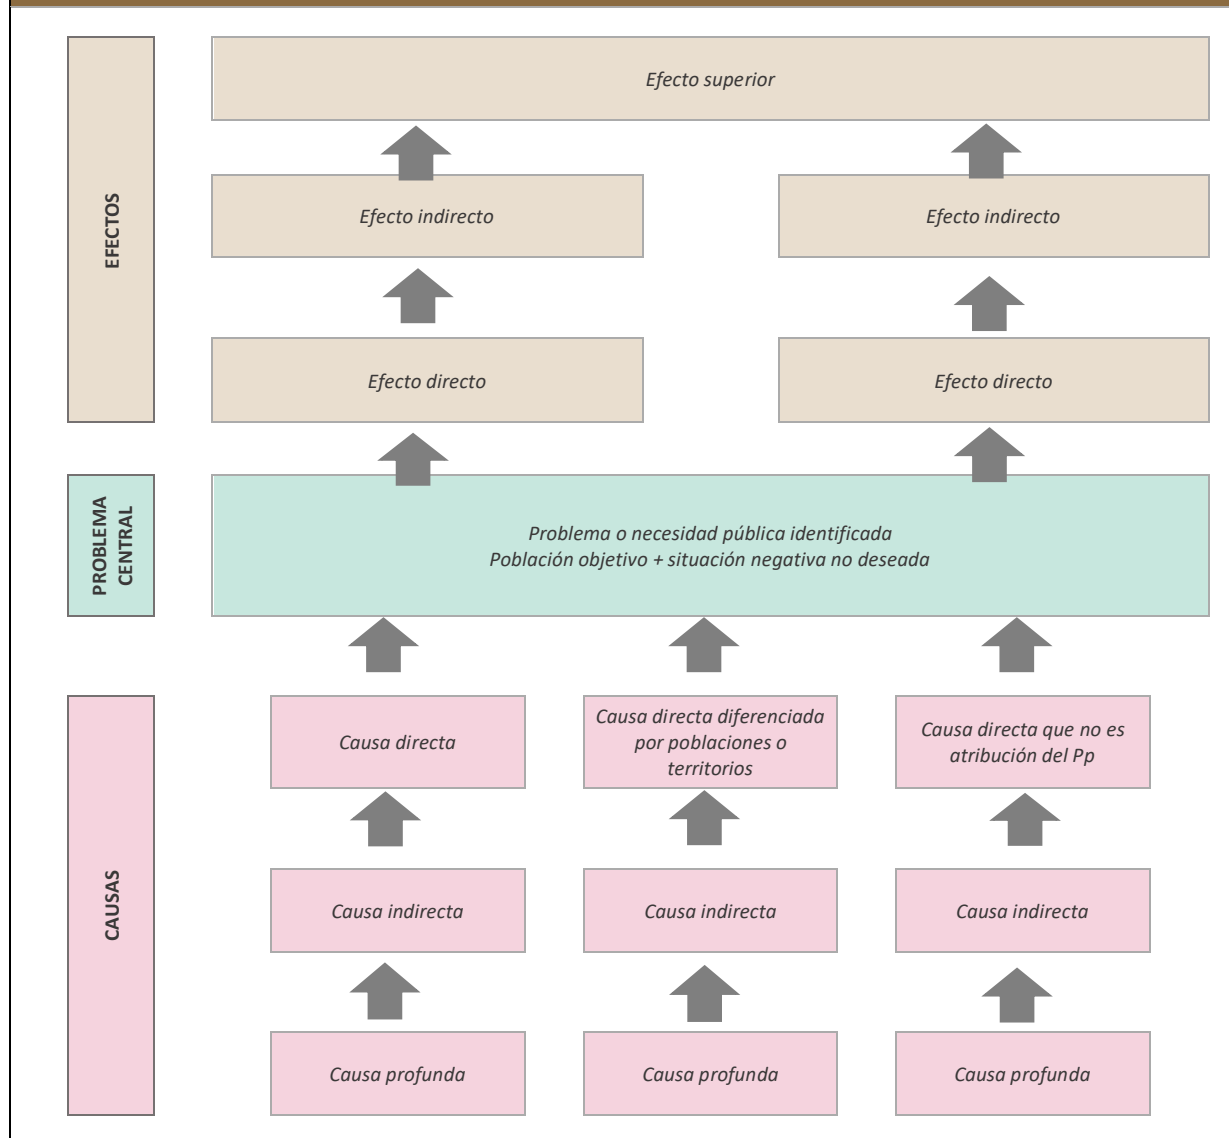 EFECTOS
Efecto superior
Efecto indirecto
Efecto indirecto
Efecto directo
Efecto directo
PROBLEMA
CENTRAL
Problema o necesidad pública identificada
Población objetivo + situación negativa no deseada
CAUSAS
Causa directa
Causa directa diferenciada
por poblaciones o
territorios
Causa directa que no es
atribución del Pp
Causa indirecta
Causa indirecta
Causa indirecta
Causa profunda
Causa profunda
Causa profunda